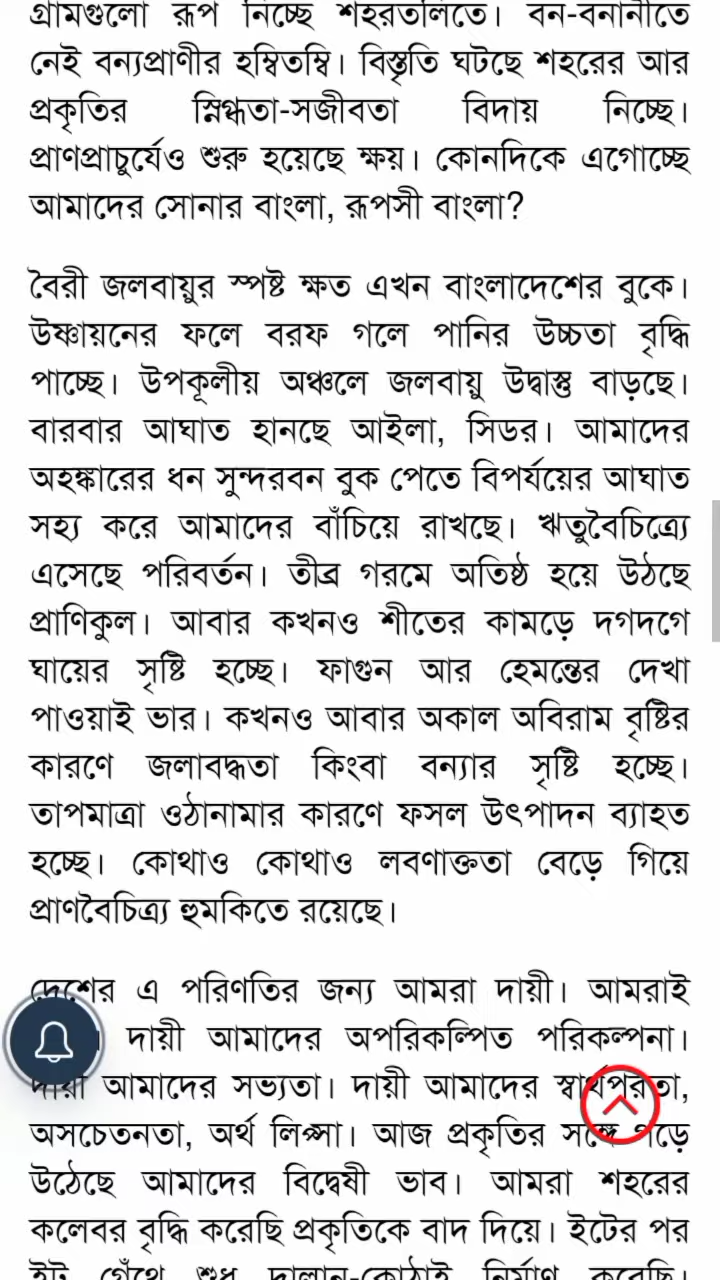 গ্রামগুলো রূপ নিচ্ছে শহরতলিতে। বন-বনানীতে
নেই বন্যপ্রাণীর হম্বিতম্বি। বিস্তৃতি ঘটছে শহরের আর
প্রকৃতির স্নিগ্ধতা-সজীবতা বিদায় নিচ্ছে।
প্রাণপ্রাচুর্যেও শুরু হয়েছে ক্ষয়। কোনদিকে এগোচ্ছে
আমাদের সোনার বাংলা, রূপসী বাংলা?
বৈরী জলবায়ুর স্পষ্ট ক্ষত এখন বাংলাদেশের বুকে।
উষ্ণায়নের ফলে বরফ গলে পানির উচ্চতা বৃদ্ধি
পাচ্ছে। উপকূলীয় অঞ্চলে জলবায়ু উদ্বাস্তু বাড়ছে।
বারবার আঘাত হানছে আইলা, সিডর। আমাদের
অহঙ্কারের ধন সুন্দরবন বুক পেতে বিপর্যয়ের আঘাত
সহ্য করে আমাদের বাঁচিয়ে রাখছে। ঋতুবৈচিত্র্যে
এসেছে পরিবর্তন। তীব্র গরমে অতিষ্ঠ হয়ে উঠছে
প্রাণিকুল। আবার কখনও শীতের কামড়ে দগদগে
ঘায়ের সৃষ্টি হচ্ছে। ফাগুন আর হেমন্তের দেখা
পাওয়াই ভার। কখনও আবার অকাল অবিরাম বৃষ্টির
কারণে জলাবদ্ধতা কিংবা বন্যার সৃষ্টি হচ্ছে।
তাপমাত্রা ওঠানামার কারণে ফসল উৎপাদন ব্যাহত
হচ্ছে। কোথাও কোথাও লবণাক্ততা বেড়ে গিয়ে
প্রাণবৈচিত্র্য হুমকিতে রয়েছে।
দেশের এ পরিণতির জন্য আমরা দায়ী। আমরাই
দায়ী আমাদের অপরিকল্পিত পরিকল্পনা।
দায়ী আমাদের সভ্যতা। দায়ী আমাদের স্বার্থপরতা,
অসচেতনতা, অর্থ লিপ্সা। আজ প্রকৃতির সঙ্গে গড়ে
উঠেছে আমাদের বিদ্বেষী ভাব। আমরা শহরের
কলেবর বৃদ্ধি করেছি প্রকৃতিকে বাদ দিয়ে। ইটের পর
ইট গেঁথে শুধু দালান-কোঠাই নির্মাণ করেছি।